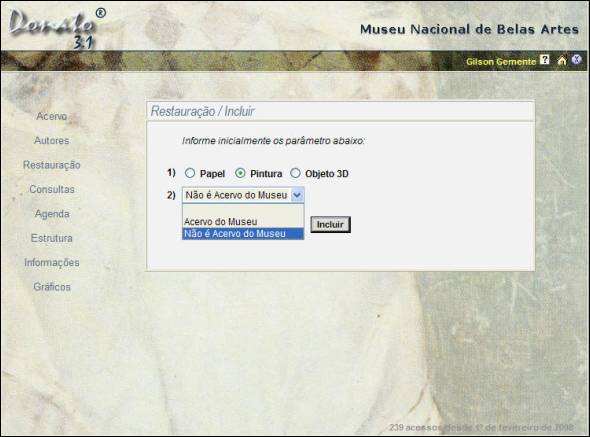 Donato ®
3.1
Museu Nacional de Belas Artes
Gilson Gemente ? X
Acervo
Autores
Restauração
Consultas
Agenda
Estrutura
Informações
Gráficos
Restauração / Incluir
Informe inicialmente os parâmetro abaixo:
1) Papel Pintura Objeto 3D
2) Não é Acervo do Museu
Acervo do Museu
Não é Acervo do Museu
Incluir
239 acessos desde 1º de fevereiro de 2008